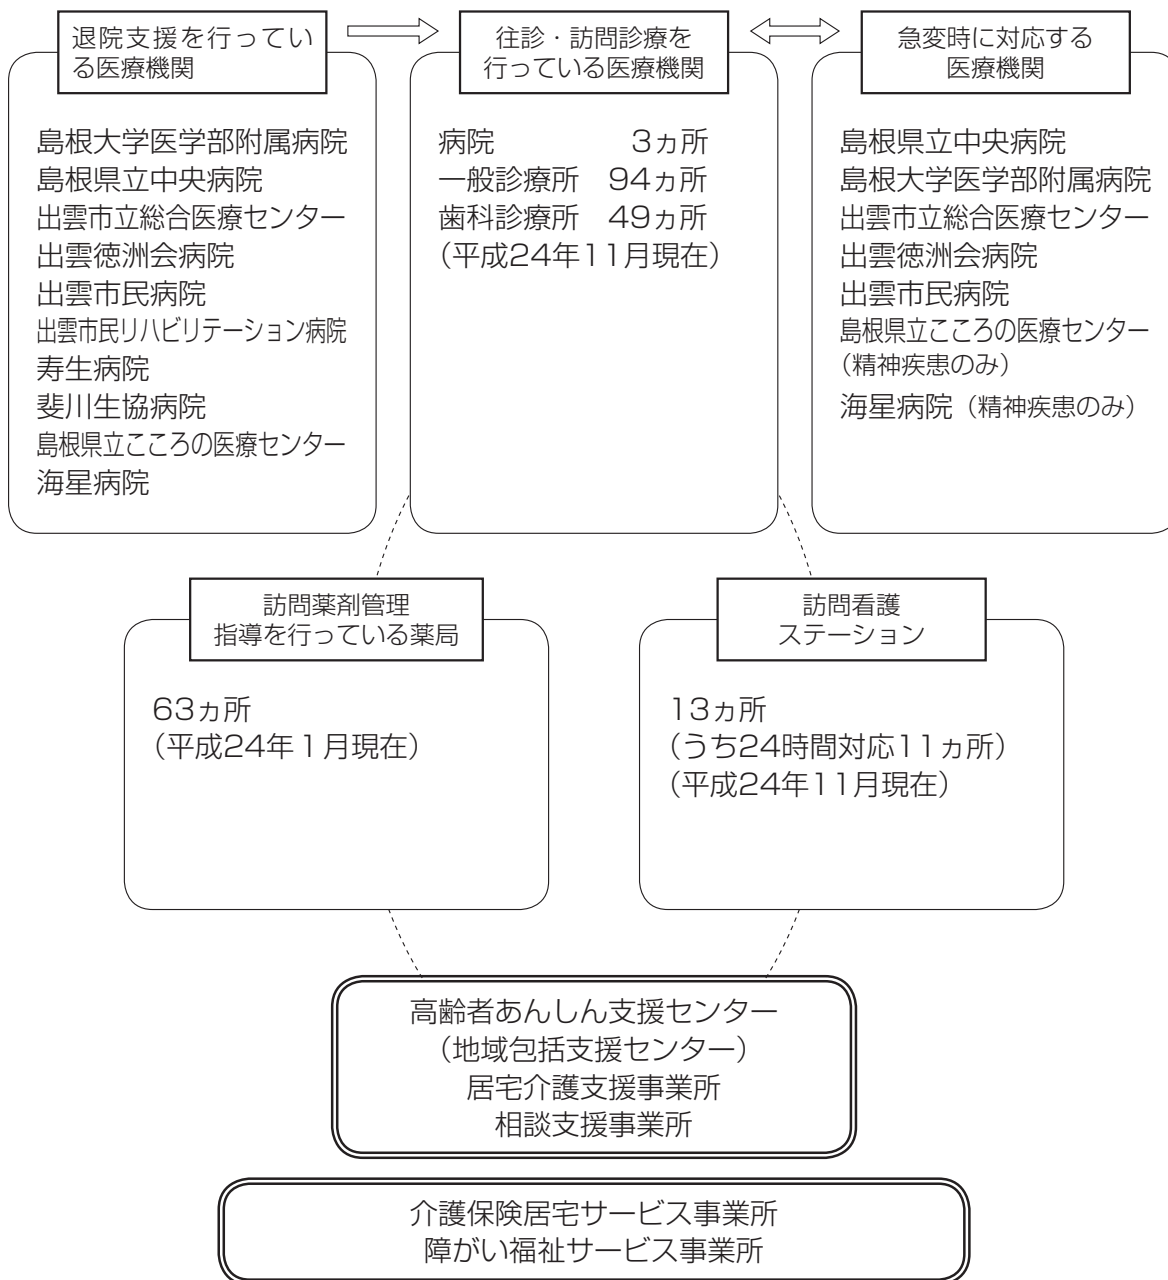 退院支援を行ってい
る医療機関
島根大学医学部附属病院
島根県立中央病院
出雲市立総合医療センター
出雲徳洲会病院
出雲市民病院
出雲市民リハビリテーション病院
寿生病院
斐川生協病院
島根県立こころの医療センター
海星病院
往診・訪問診療を
行っている医療機関
病院 3ヵ所
一般診療所 94ヵ所
歯科診療所 49ヵ所
（平成24年11月現在）
急変時に対応する
医療機関
島根県立中央病院
島根大学医学部附属病院
出雲市立総合医療センター
出雲徳洲会病院
出雲市民病院
島根県立こころの医療センター
（精神疾患のみ）
海星病院（精神疾患のみ）
訪問薬剤管理
指導を行っている薬局
63ヵ所
（平成24年１月現在）
訪問看護
ステーション
13ヵ所
（うち24時間対応11ヵ所）
（平成24年11月現在）
高齢者あんしん支援センター
（地域包括支援センター）
居宅介護支援事業所
相談支援事業所
介護保険居宅サービス事業所
障がい福祉サービス事業所